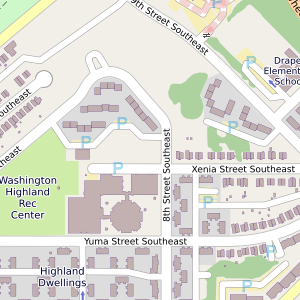 9th Street Southeast
Drape
Elementary
School
Southeast
P
P
P
P
Southeast
P
Xenia Street Southeast
Washington
Highland
Rec
Center
8th Street Southeast
P
P
Yuma Street Southeast
P
Highland
Dwellings
P